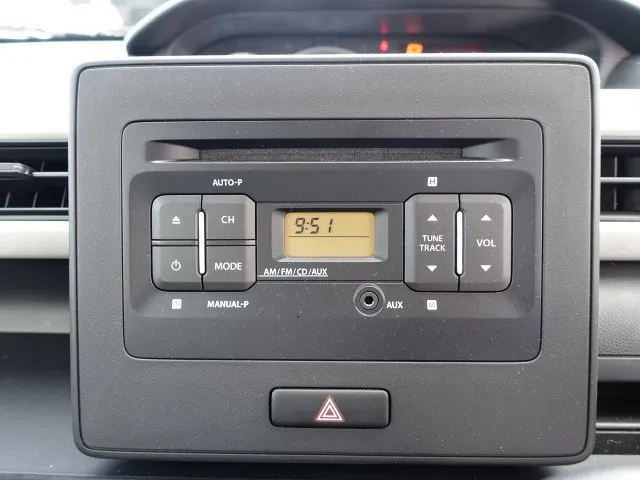 AUTO-P
H
CH
9:51
TUNE
TRACK
VOL
MODE
AM/FM/CD/AUX
MANUAL-P
AUX
M